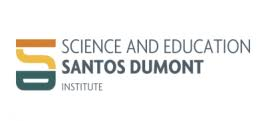 SCIENCE AND EDUCATION
SANTOS DUMONT
INSTITUTE